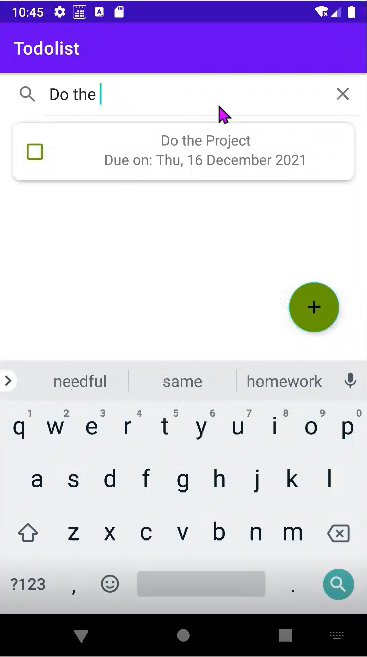 10:45
Todolist
Do the
Do the Project
Due on: Thu, 16 December 2021
+
needful same homework
1 2 3 4 5 6 7 8 9 0
q w e r t y u i o p
a s d f g h j k l
z x c v b n m
?123 , .